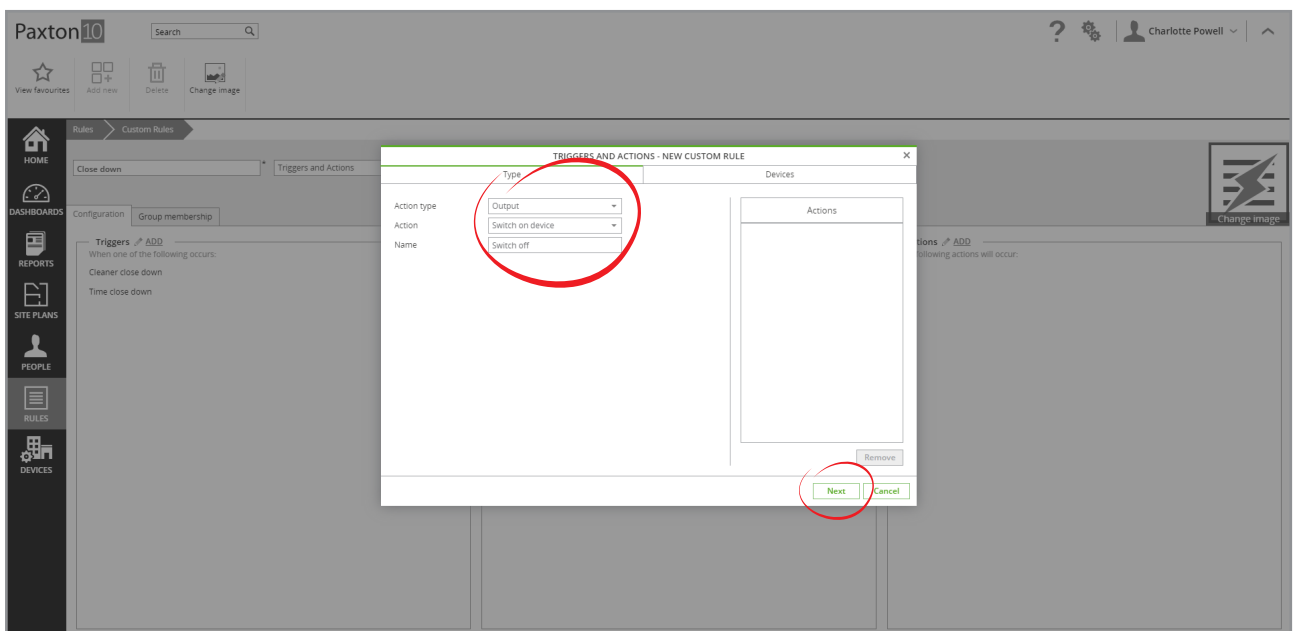 Paxton10
Search
?
Charlotte Powell
View favourites
Add new
Delete
Change image
Rules
Custom Rules
HOME
DASHBOARDS
REPORTS
SITE PLANS
PEOPLE
RULES
DEVICES
Close down
*
Triggers and Actions
Change image
Configuration
Group membership
Triggers ADD
When one of the following occurs:
Cleaner close down
Time close down
tions ADD
following actions will occur:
TRIGGERS AND ACTIONS - NEW CUSTOM RULE
Type
Devices
Action type
Output
Action
Switch on device
Name
Switch off
Actions
Remove
Next
Cancel